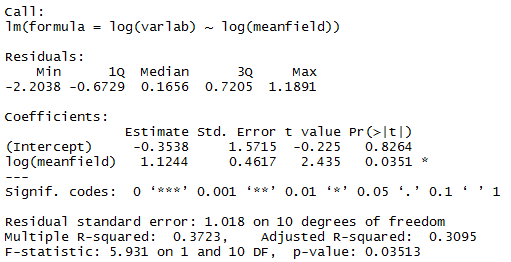 Call:
lm(formula = log(varlab) ~ log(meanfield))
Residuals:
Min 1Q Median 3Q Max
-2.2038 -0.6729 0.1656 0.7205 1.1891
Coefficients:
Estimate Std. Error t value Pr(>|t|)
(Intercept) -0.3538 1.5715 -0.225 0.8264
log(meanfield) 1.1244 0.4617 2.435 0.0351 *
---
Signif. codes: 0 ‘***’ 0.001 ‘**’ 0.01 ‘*’ 0.05 ‘.’ 0.1 ‘ ’ 1
Residual standard error: 1.018 on 10 degrees of freedom
Multiple R-squared: 0.3723, Adjusted R-squared: 0.3095
F-statistic: 5.931 on 1 and 10 DF, p-value: 0.03513